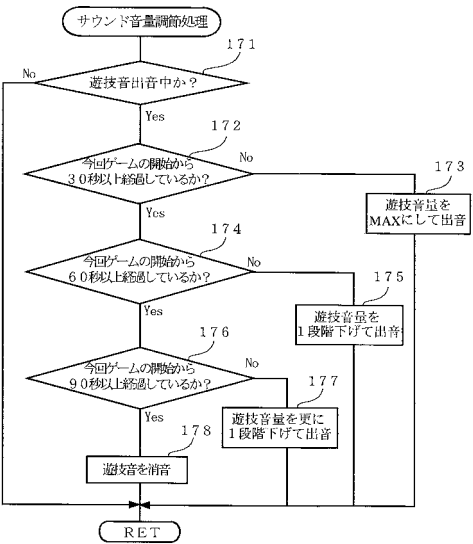 サウンド音量調節処理
171
No
遊技音出音中か?
Yes
172
今回ゲームの開始から
30秒以上経過しているか?
No
173
遊技音量を
MAXにして出音
Yes
174
今回ゲームの開始から
60秒以上経過しているか?
No
175
遊技音量を
1段階下げて出音
Yes
176
今回ゲームの開始から
90秒以上経過しているか?
No
177
遊技音量を更に
1段階下げて出音
Yes
178
遊技音を消音
RET